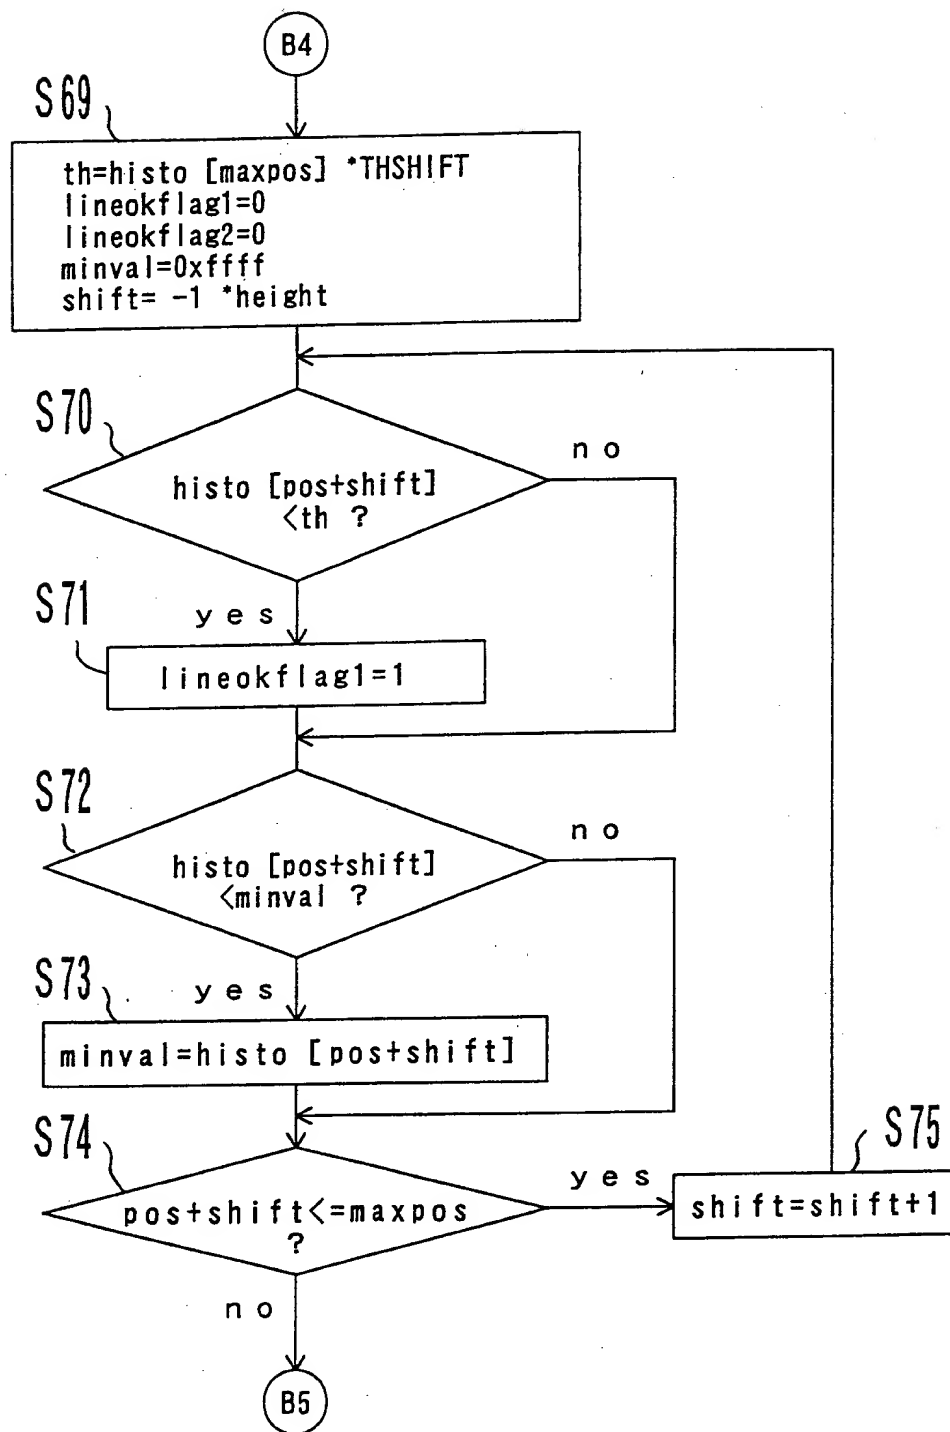 B4
S69
th=histo [maxpos] *THSHIFT
lineokflag1=0
lineokflag2=0
minval=0xffff
shift= -1 *height
S70
histo [pos+shift]
<th ?
no
yes
S71
lineokflag1=1
S72
histo [pos+shift]
<minval ?
no
yes
S73
minval=histo [pos+shift]
S74
pos+shift<=maxpos
?
yes
S75
shift=shift+1
no
B5